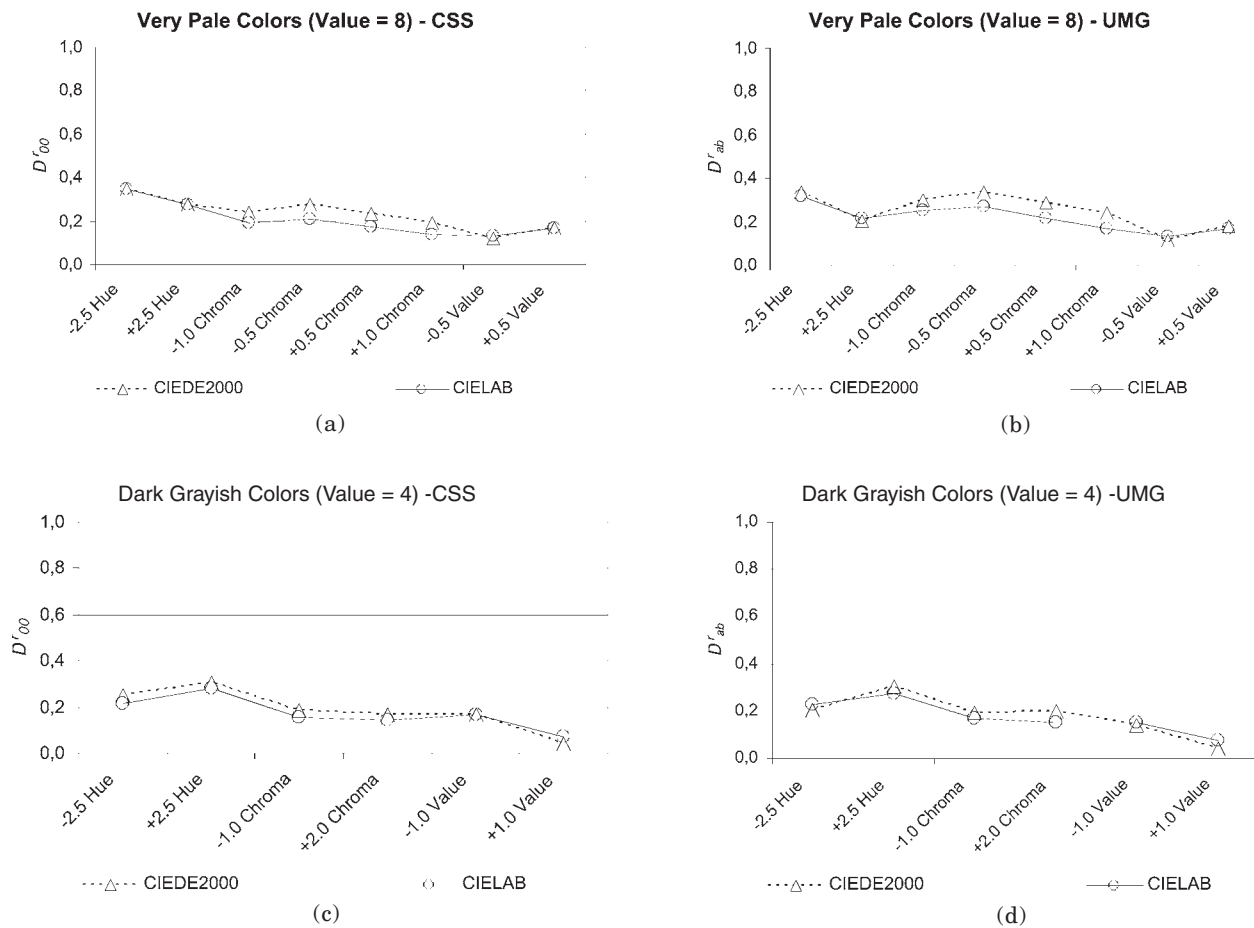 Very Pale Colors (Value = 8) - CSS
1,0
0,8
0,6
0,4
0,2
0,0
D'r00
-2.5 Hue
+2.5 Hue
-1.0 Chroma
-0.5 Chroma
+0.5 Chroma
+1.0 Chroma
-0.5 Value
+0.5 Value
CIEDE2000
CIELAB
(a)
Very Pale Colors (Value = 8) - UMG
1,0
0,8
0,6
0,4
0,2
0,0
D'rab
-2.5 Hue
+2.5 Hue
-1.0 Chroma
-0.5 Chroma
+0.5 Chroma
+1.0 Chroma
-0.5 Value
+0.5 Value
CIEDE2000
CIELAB
(b)
Dark Grayish Colors (Value = 4) -CSS
1,0
0,8
0,6
0,4
0,2
0,0
D'r00
-2.5 Hue
+2.5 Hue
-1.0 Chroma
+2.0 Chroma
-1.0 Value
+1.0 Value
CIEDE2000
CIELAB
(c)
Dark Grayish Colors (Value = 4) -UMG
1,0
0,8
0,6
0,4
0,2
0,0
D'rab
-2.5 Hue
+2.5 Hue
-1.0 Chroma
+2.0 Chroma
-1.0 Value
+1.0 Value
CIEDE2000
CIELAB
(d)